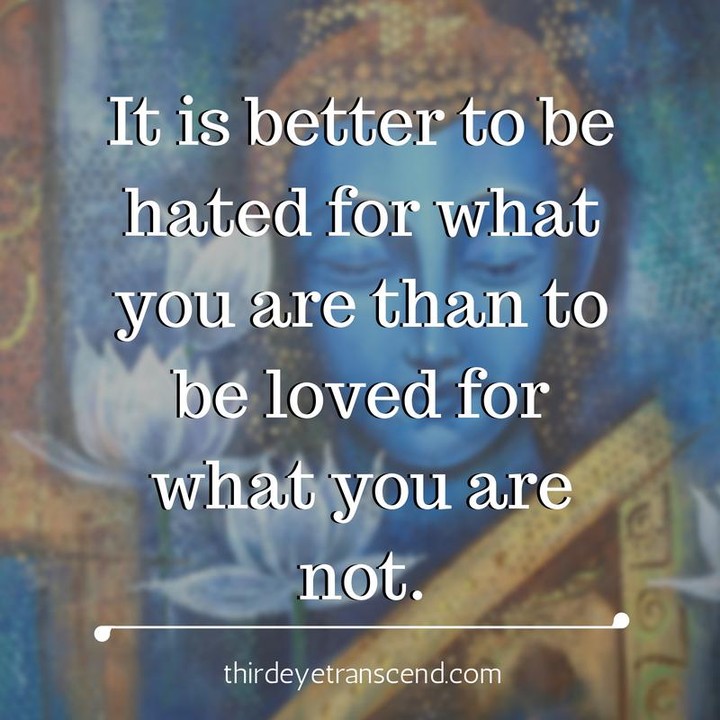 It is better to be
hated for what
you are than to
be loved for
what you are
not.
thirdeyetranscend.com